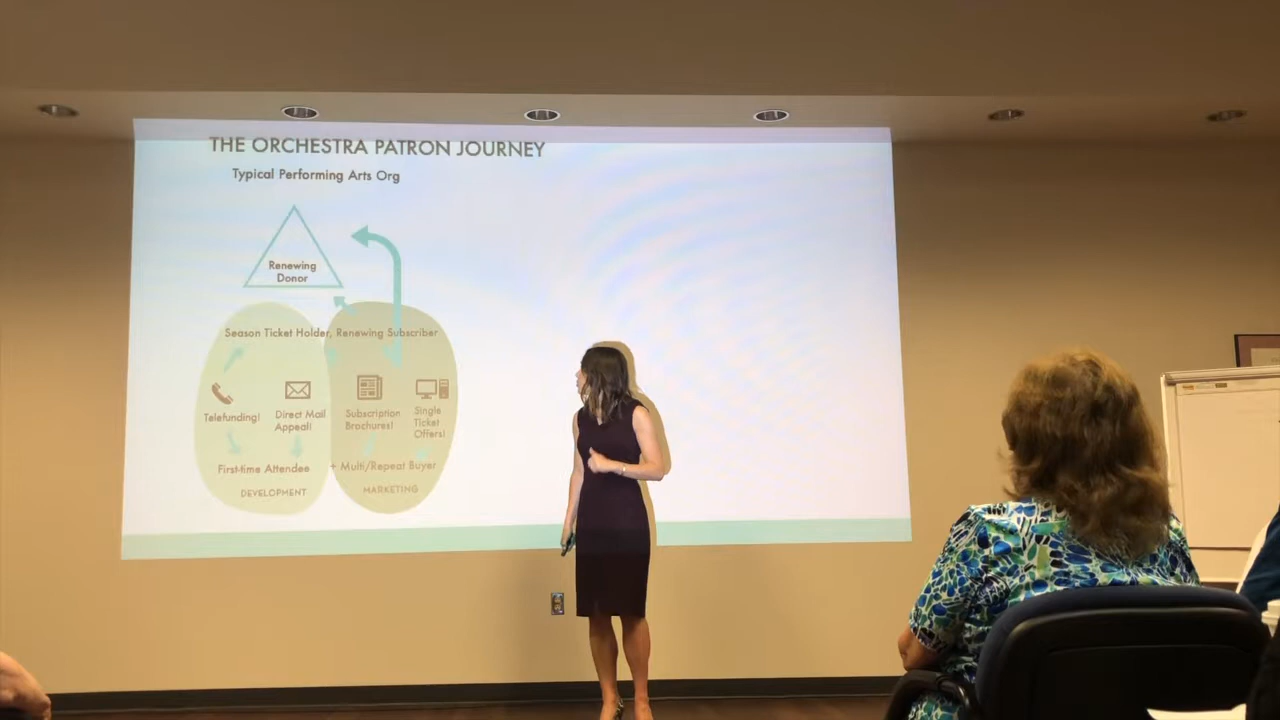 THE ORCHESTRA PATRON JOURNEY
Typical Performing Arts Org
Renewing
Donor
Season Ticket Holder, Renewing Subscriber
Telefunding!
Direct Mail
Appeal!
Subscription
Brochures!
Single
Ticket
Offers!
First-time Attendee + Multi/Repeat Buyer
DEVELOPMENT
MARKETING